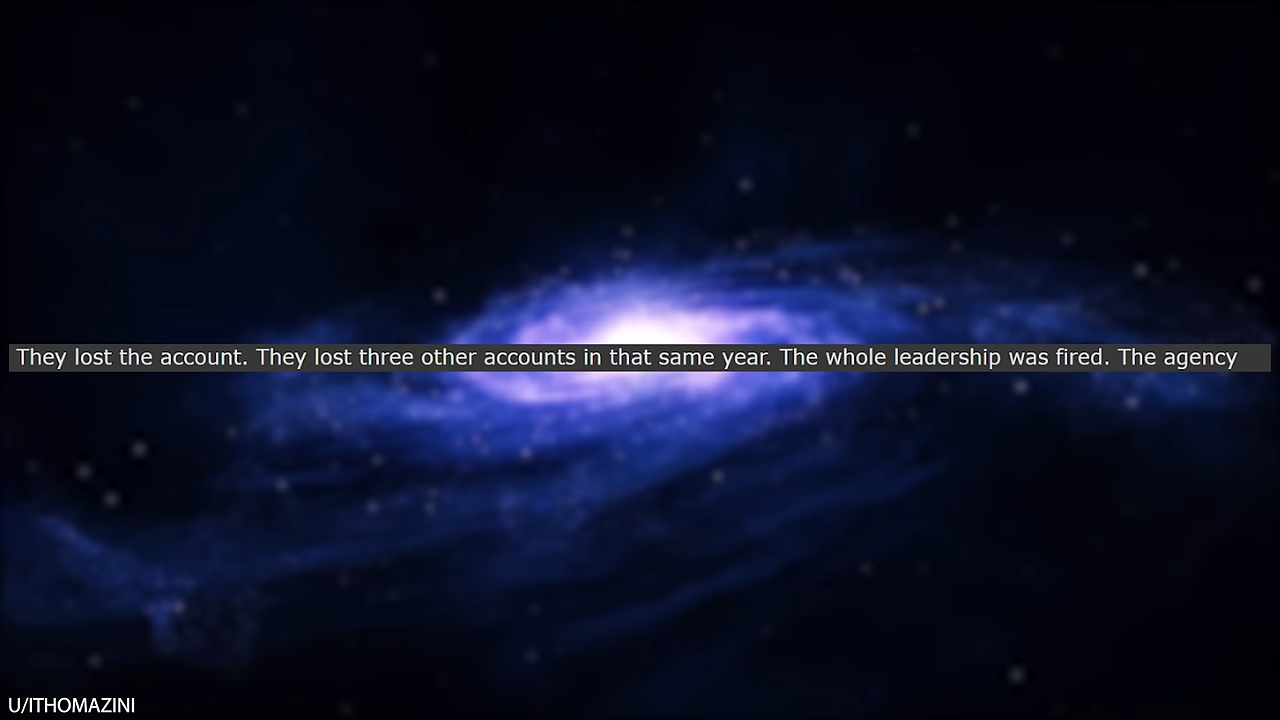 They lost the account. They lost three other accounts in that same year. The whole leadership was fired. The agency
U/ITHOMAZINI